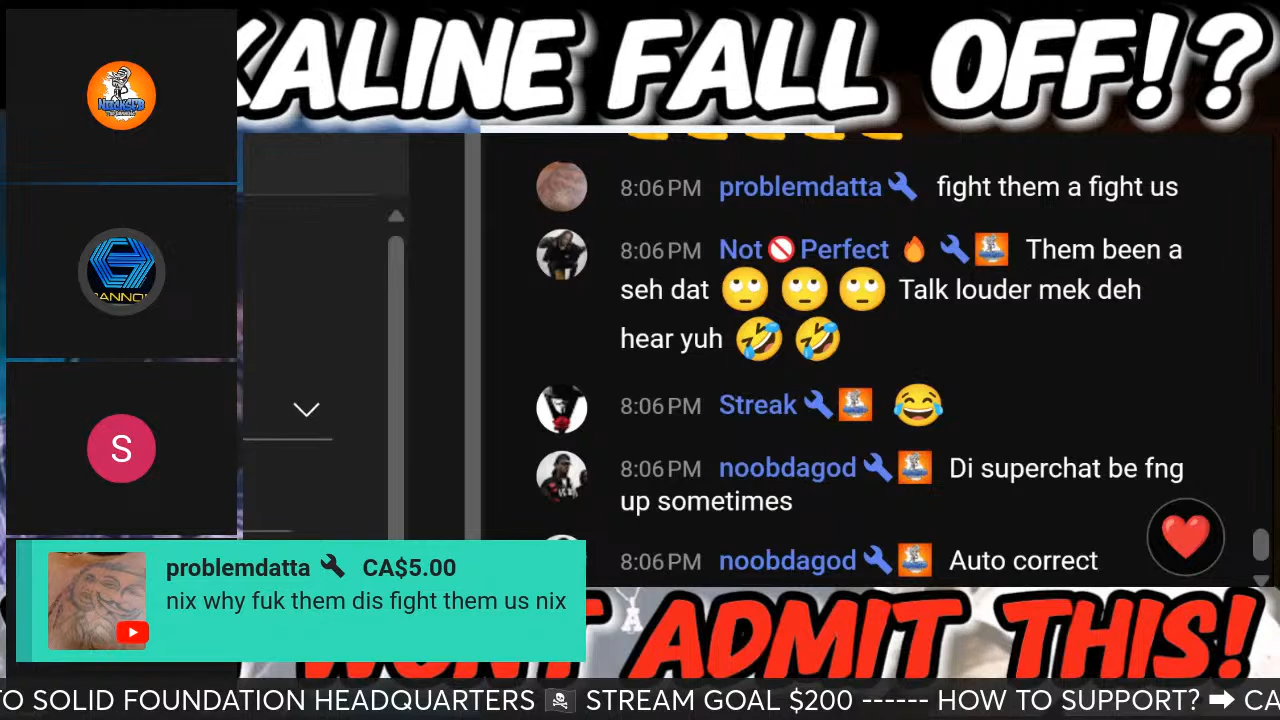 KALINE FALL OFF!?
8:06 PM problemdatta fight them a fight us
8:06 PM Not Perfect Them been a
seh dat Talk louder mek deh
hear yuh
8:06 PM Streak
8:06 PM noobdagod Di superchat be fng
up sometimes
8:06 PM noobdagod Auto correct
S
problemdatta CA$5.00
nix why fuk them dis fight them us nix
ADMIT THIS!
TO SOLID FOUNDATION HEADQUARTERS ☠ STREAM GOAL $200 ------ HOW TO SUPPORT? ➡ CA